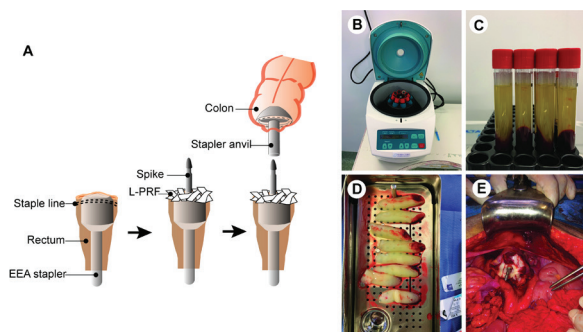 A
Colon
Stapler anvil
Spike
L-PRF
Staple line
Rectum
EEA stapler
B
C
D
E